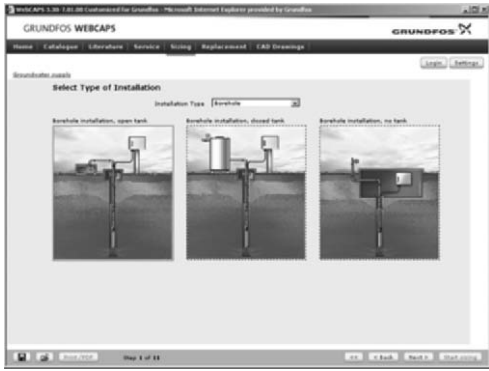 WebCAPS 3.30 7.01.00 Customized for Grundfos - Microsoft Internet Explorer provided by Grundfos
GRUNDFOS WEBCAPS
GRUNDFOS
Home Catalogue Literature Service Sizing Replacement CAD Drawings
Login Settings
Groundwater supply
Select Type of Installation
Installation Type Borehole
Borehole installation, open tank
Borehole installation, closed tank
Borehole installation, no tank
Print/PDF Step 1 of 11 << < Back Next > Start sizing